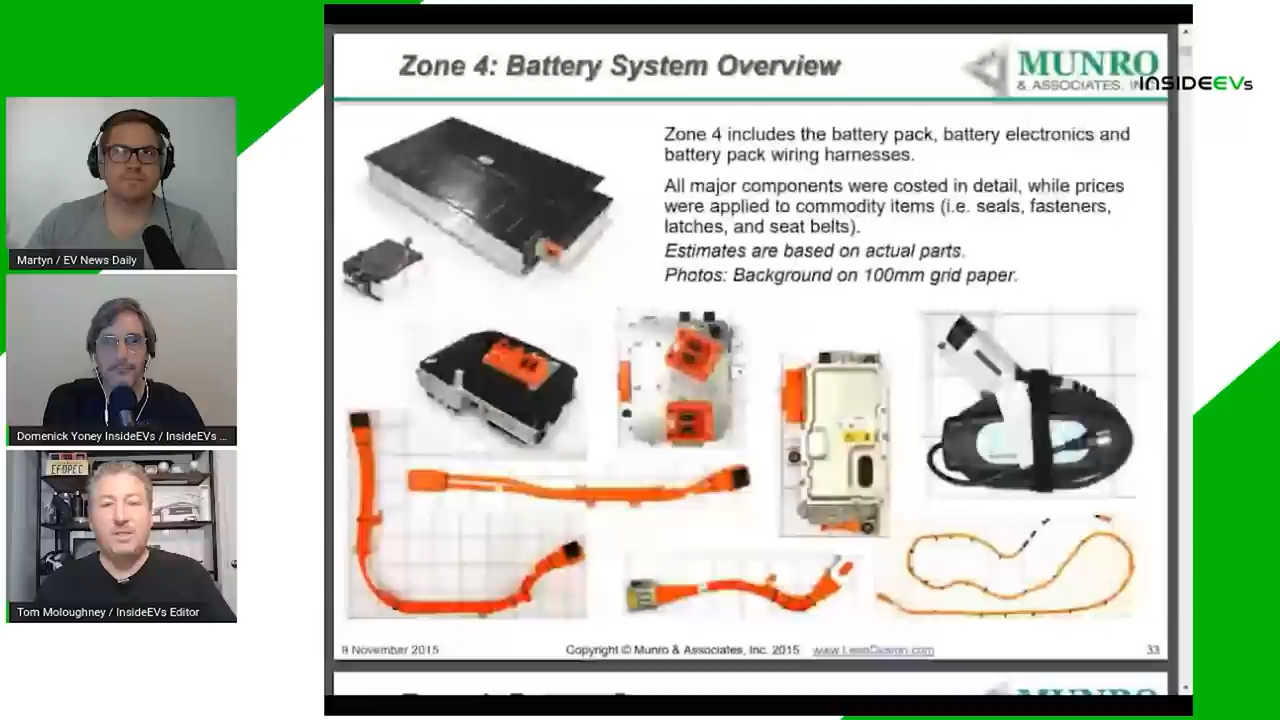 Zone 4: Battery System Overview
MUNRO
& ASSOCIATES, INC.
INSIDEEVs
Zone 4 includes the battery pack, battery electronics and
battery pack wiring harnesses.
All major components were costed in detail, while prices
were applied to commodity items (i.e. seals, fasteners,
latches, and seat belts).
Estimates are based on actual parts.
Photos: Background on 100mm grid paper.
Martyn / EV News Daily
Domenick Yoney InsideEVs / InsideEVs ...
EFOPEC
Tom Moloughney / InsideEVs Editor
9 November 2015
Copyright © Munro & Associates, Inc. 2015
33
MUNRO